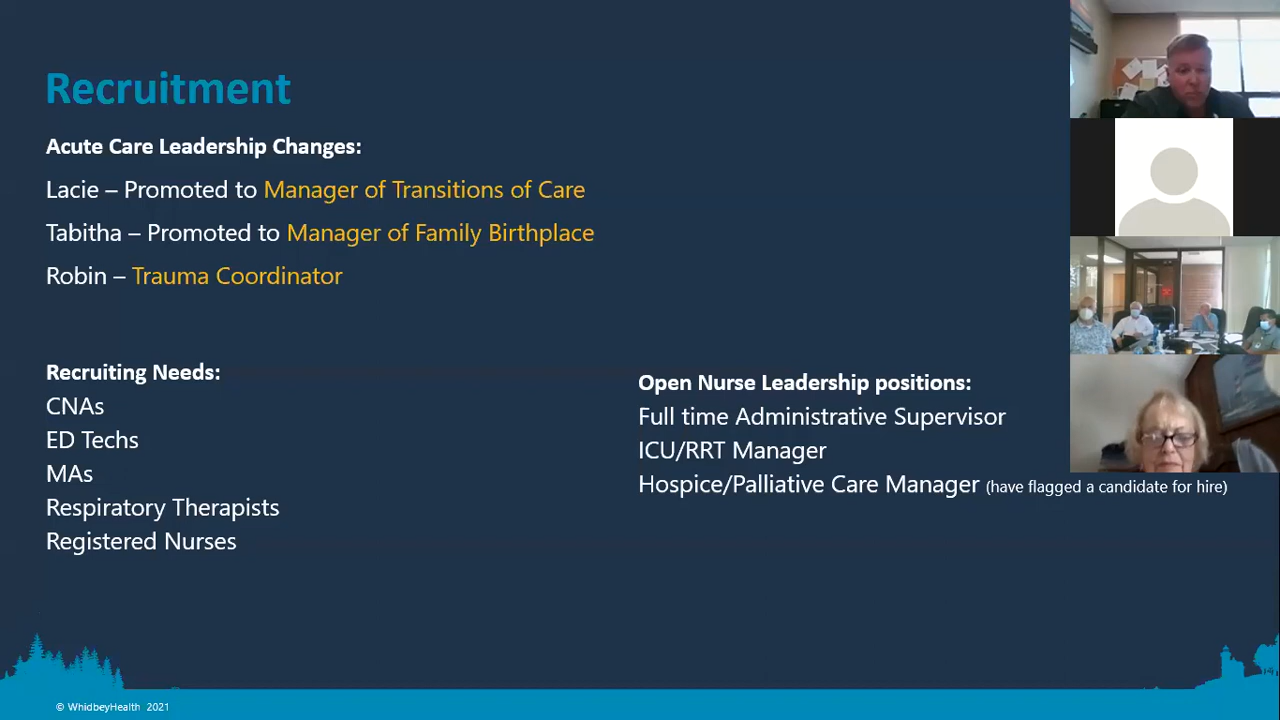 Recruitment
Acute Care Leadership Changes:
Lacie – Promoted to Manager of Transitions of Care
Tabitha – Promoted to Manager of Family Birthplace
Robin – Trauma Coordinator
Recruiting Needs:
CNAs
ED Techs
MAs
Respiratory Therapists
Registered Nurses
Open Nurse Leadership positions:
Full time Administrative Supervisor
ICU/RRT Manager
Hospice/Palliative Care Manager (have flagged a candidate for hire)
© WhidbeyHealth 2021